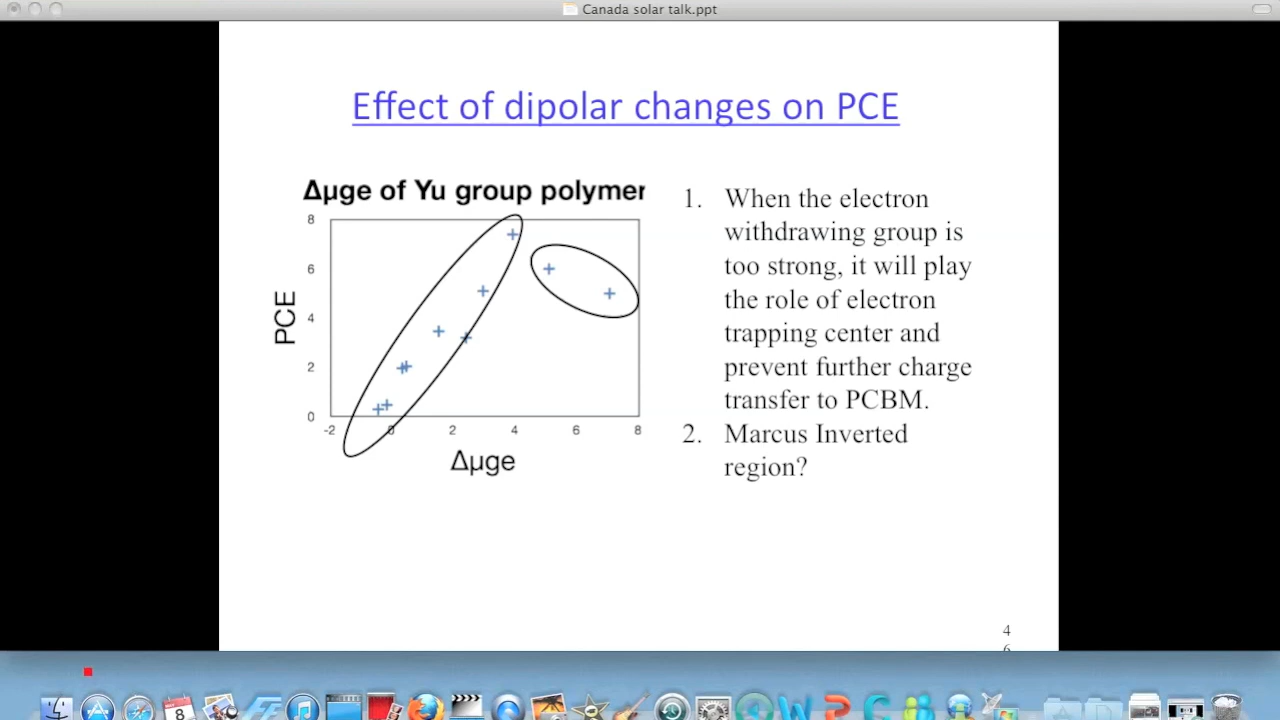 Canada solar talk.ppt
Effect of dipolar changes on PCE
Δμge of Yu group polymer
8
6
4
2
0
PCE
-2
0
2
4
6
8
Δμge
1. When the electron
withdrawing group is
too strong, it will play
the role of electron
trapping center and
prevent further charge
transfer to PCBM.
2. Marcus Inverted
region?
4
6
8